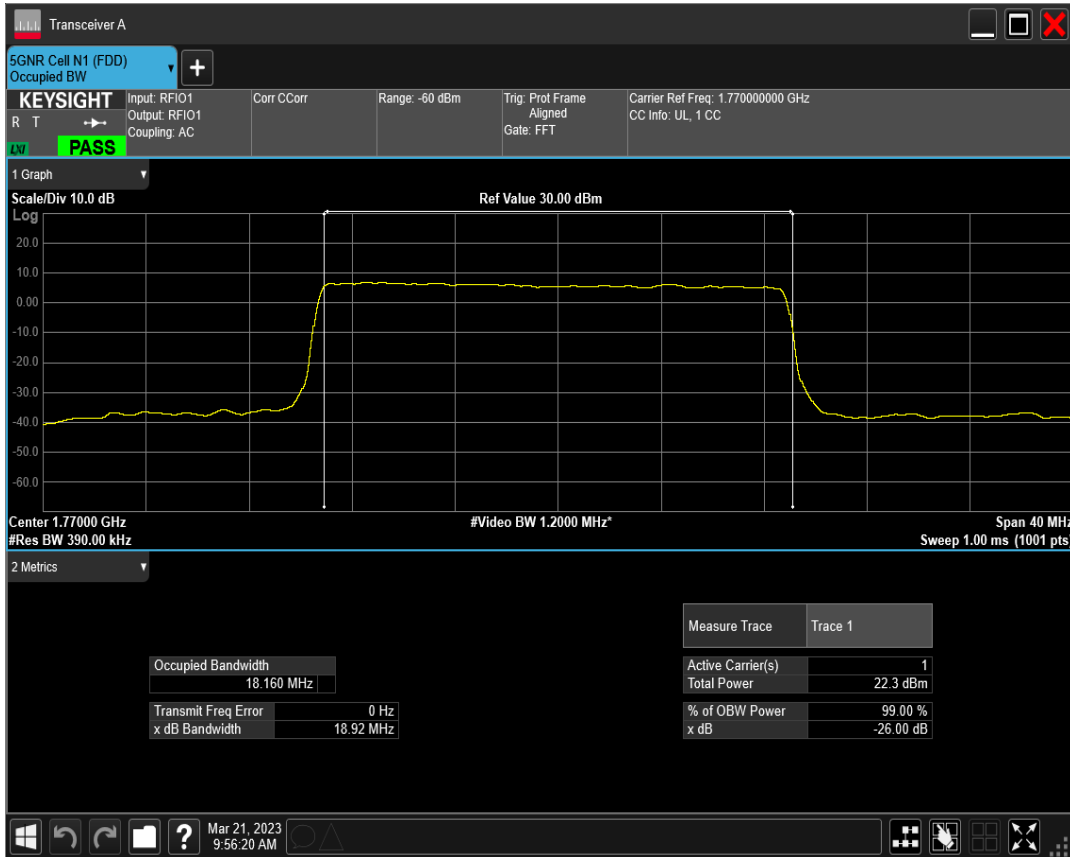 Transceiver A
5GNR Cell N1 (FDD)
Occupied BW
+
KEYSIGHT
R T
LXI
PASS
Input: RFIO1
Output: RFIO1
Coupling: AC
Corr CCorr
Range: -60 dBm
Trig: Prot Frame
Aligned
Gate: FFT
Carrier Ref Freq: 1.770000000 GHz
CC Info: UL, 1 CC
1 Graph
Scale/Div 10.0 dB
Ref Value 30.00 dBm
Log
20.0
10.0
0.00
-10.0
-20.0
-30.0
-40.0
-50.0
-60.0
Center 1.77000 GHz
#Video BW 1.2000 MHz*
Span 40 MHz
#Res BW 390.00 kHz
Sweep 1.00 ms (1001 pts)
2 Metrics
Measure Trace Trace 1
Occupied Bandwidth
18.160 MHz
Active Carrier(s) 1
Total Power 22.3 dBm
Transmit Freq Error 0 Hz
x dB Bandwidth 18.92 MHz
% of OBW Power 99.00 %
x dB -26.00 dB
?
Mar 21, 2023
9:56:20 AM